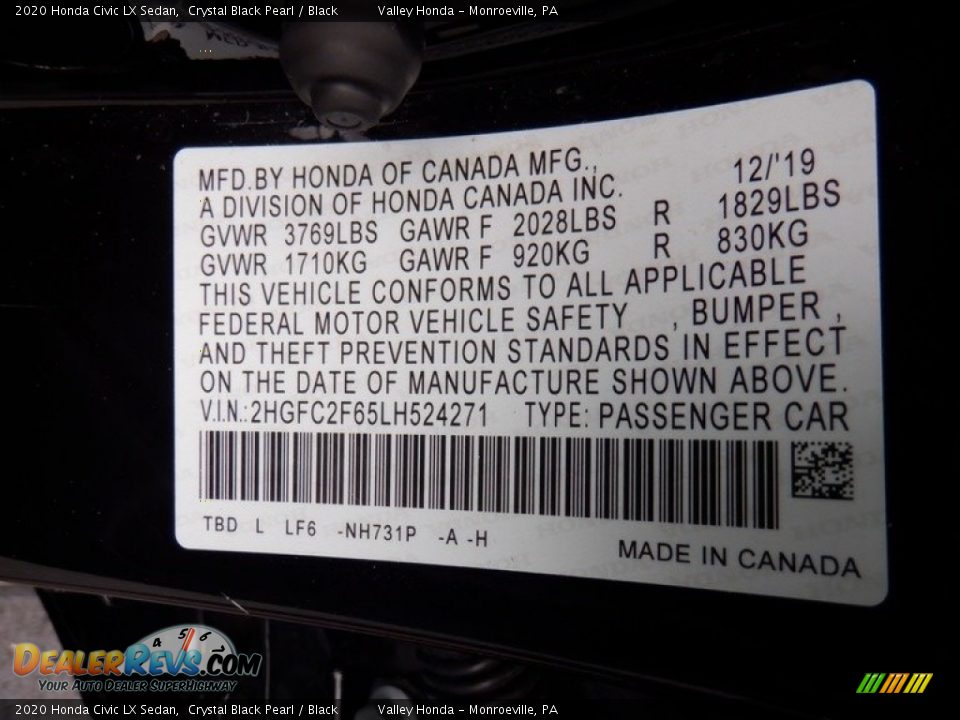 2020 Honda Civic LX Sedan, Crystal Black Pearl / Black Valley Honda - Monroeville, PA
MFD.BY HONDA OF CANADA MFG., 12/'19
A DIVISION OF HONDA CANADA INC.
GVWR 3769LBS GAWR F 2028LBS R 1829LBS
GVWR 1710KG GAWR F 920KG R 830KG
THIS VEHICLE CONFORMS TO ALL APPLICABLE
FEDERAL MOTOR VEHICLE SAFETY , BUMPER ,
AND THEFT PREVENTION STANDARDS IN EFFECT
ON THE DATE OF MANUFACTURE SHOWN ABOVE.
V.I.N.:2HGFC2F65LH524271 TYPE: PASSENGER CAR
TBD L LF6 -NH731P -A -H
MADE IN CANADA
4 5 6
DEALERREVS.COM
Your Auto Dealer SuperHighway
2020 Honda Civic LX Sedan, Crystal Black Pearl / Black Valley Honda - Monroeville, PA